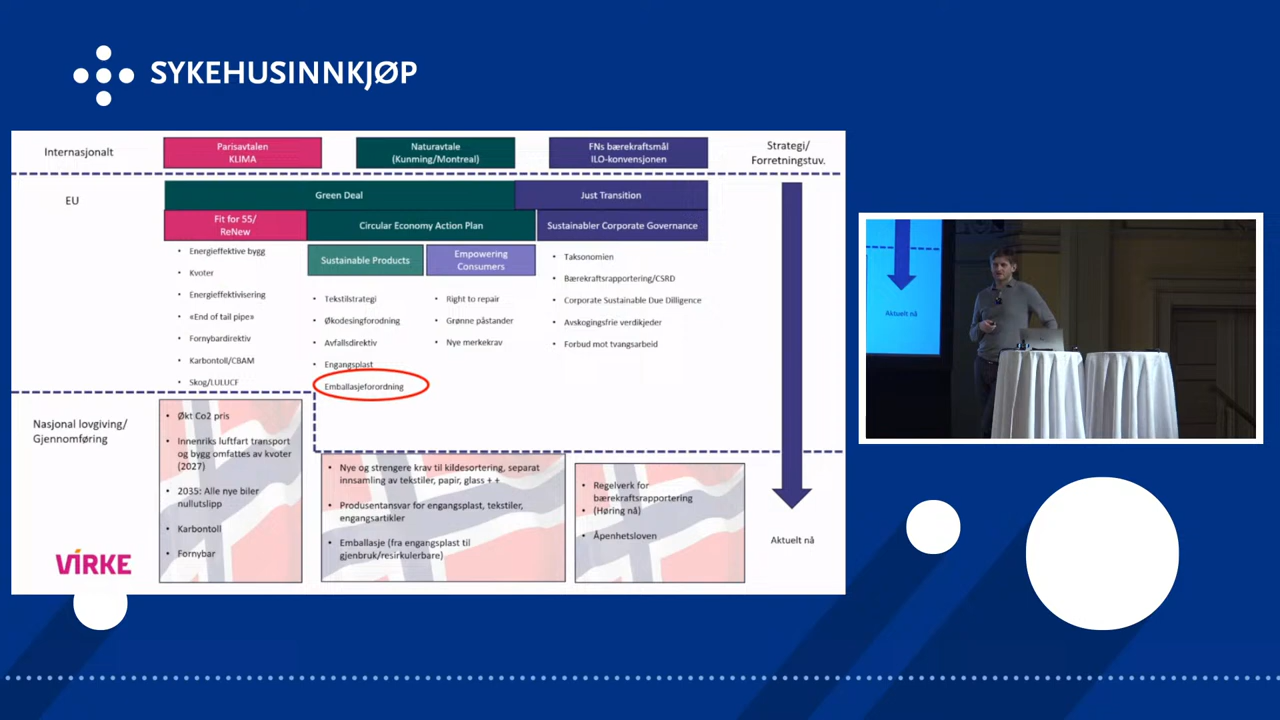 SYKEHUSINNKJØP
Internasjonalt
Parisavtalen
KLIMA
Naturavtale
(Kunming/Montreal)
FNs bærekraftsmål
ILO-konvensjonen
Strategi/
Forretningstuv.
EU
Green Deal
Just Transition
Fit for 55/
ReNew
Circular Economy Action Plan
Sustainabler Corporate Governance
• Energieffektive bygg
• Kvoter
• Energieffektivisering
• «End of tail pipe»
• Fornybardirektiv
• Karbontoll/CBAM
• Skog/LULUCF
Sustainable Products
• Tekstilstrategi
• Økodesingforodning
• Avfallsdirektiv
• Engangsplast
Emballasjeforordning
Empowering
Consumers
• Right to repair
• Grønne påstander
• Nye merkekrav
• Taksonomien
• Bærekraftsrapportering/CSRD
• Corporate Sustainable Due Dilligence
• Avskogingsfrie verdikjeder
• Forbud mot tvangsarbeid
Nasjonal lovgiving/
Gjennomføring
• Økt Co2 pris
• Innenriks luftfart transport
og bygg omfattes av kvoter
(2027)
• 2035: Alle nye biler
nullutslipp
• Karbontoll
• Fornybar
• Nye og strengere krav til kildesortering, separat
innsamling av tekstiler, papir, glass ++
• Produsentansvar for engangsplast, tekstiler,
engangsartikler
• Emballasje (fra engangsplast til
gjenbruk/resirkulerbare)
• Regelverk for
bærekraftsrapportering
• (Høring nå)
• Åpenhetsloven
Aktuelt nå
VIRKE
Aktuelt nå